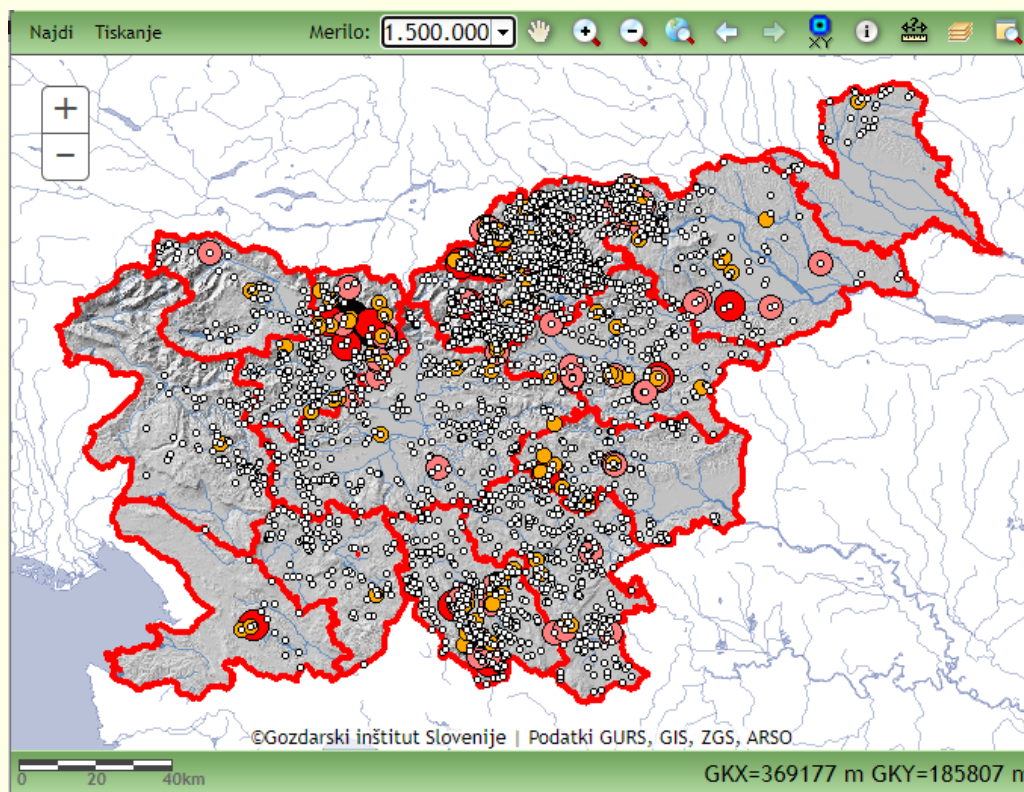 Najdi Tiskanje Merilo: 1.500.000 XY i ?
+
−
©Gozdarski inštitut Slovenije | Podatki GURS, GIS, ZGS, ARSO
0 20 40km GKX=369177 m GKY=185807 m